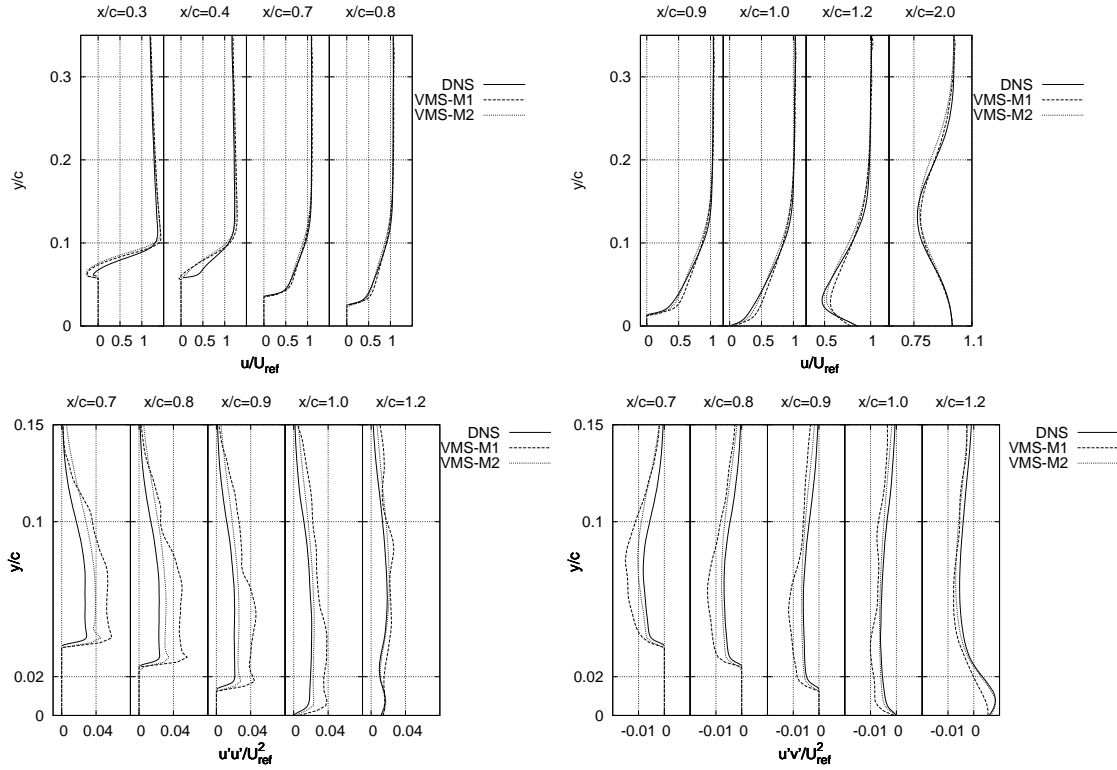 x/c=0.3 x/c=0.4 x/c=0.7 x/c=0.8
0.3
0.2
0.1
0
y/c
DNS
VMS-M1
VMS-M2
0 0.5 1 0 0.5 1 0 0.5 1 0 0.5 1
u/Uref
x/c=0.9 x/c=1.0 x/c=1.2 x/c=2.0
0.3
0.2
0.1
0
y/c
DNS
VMS-M1
VMS-M2
0 0.5 1 0 0.5 1 0.5 1 0.75 1.1
u/Uref
x/c=0.7 x/c=0.8 x/c=0.9 x/c=1.0 x/c=1.2
0.15
0.1
0.02
0
y/c
DNS
VMS-M1
VMS-M2
0 0.04 0 0.04 0 0.04 0 0.04 0 0.04
u'u'/U²ref
x/c=0.7 x/c=0.8 x/c=0.9 x/c=1.0 x/c=1.2
0.15
0.1
0.02
0
y/c
DNS
VMS-M1
VMS-M2
-0.01 0 -0.01 0 -0.01 0 -0.01 0 -0.01 0
u'v'/U²ref